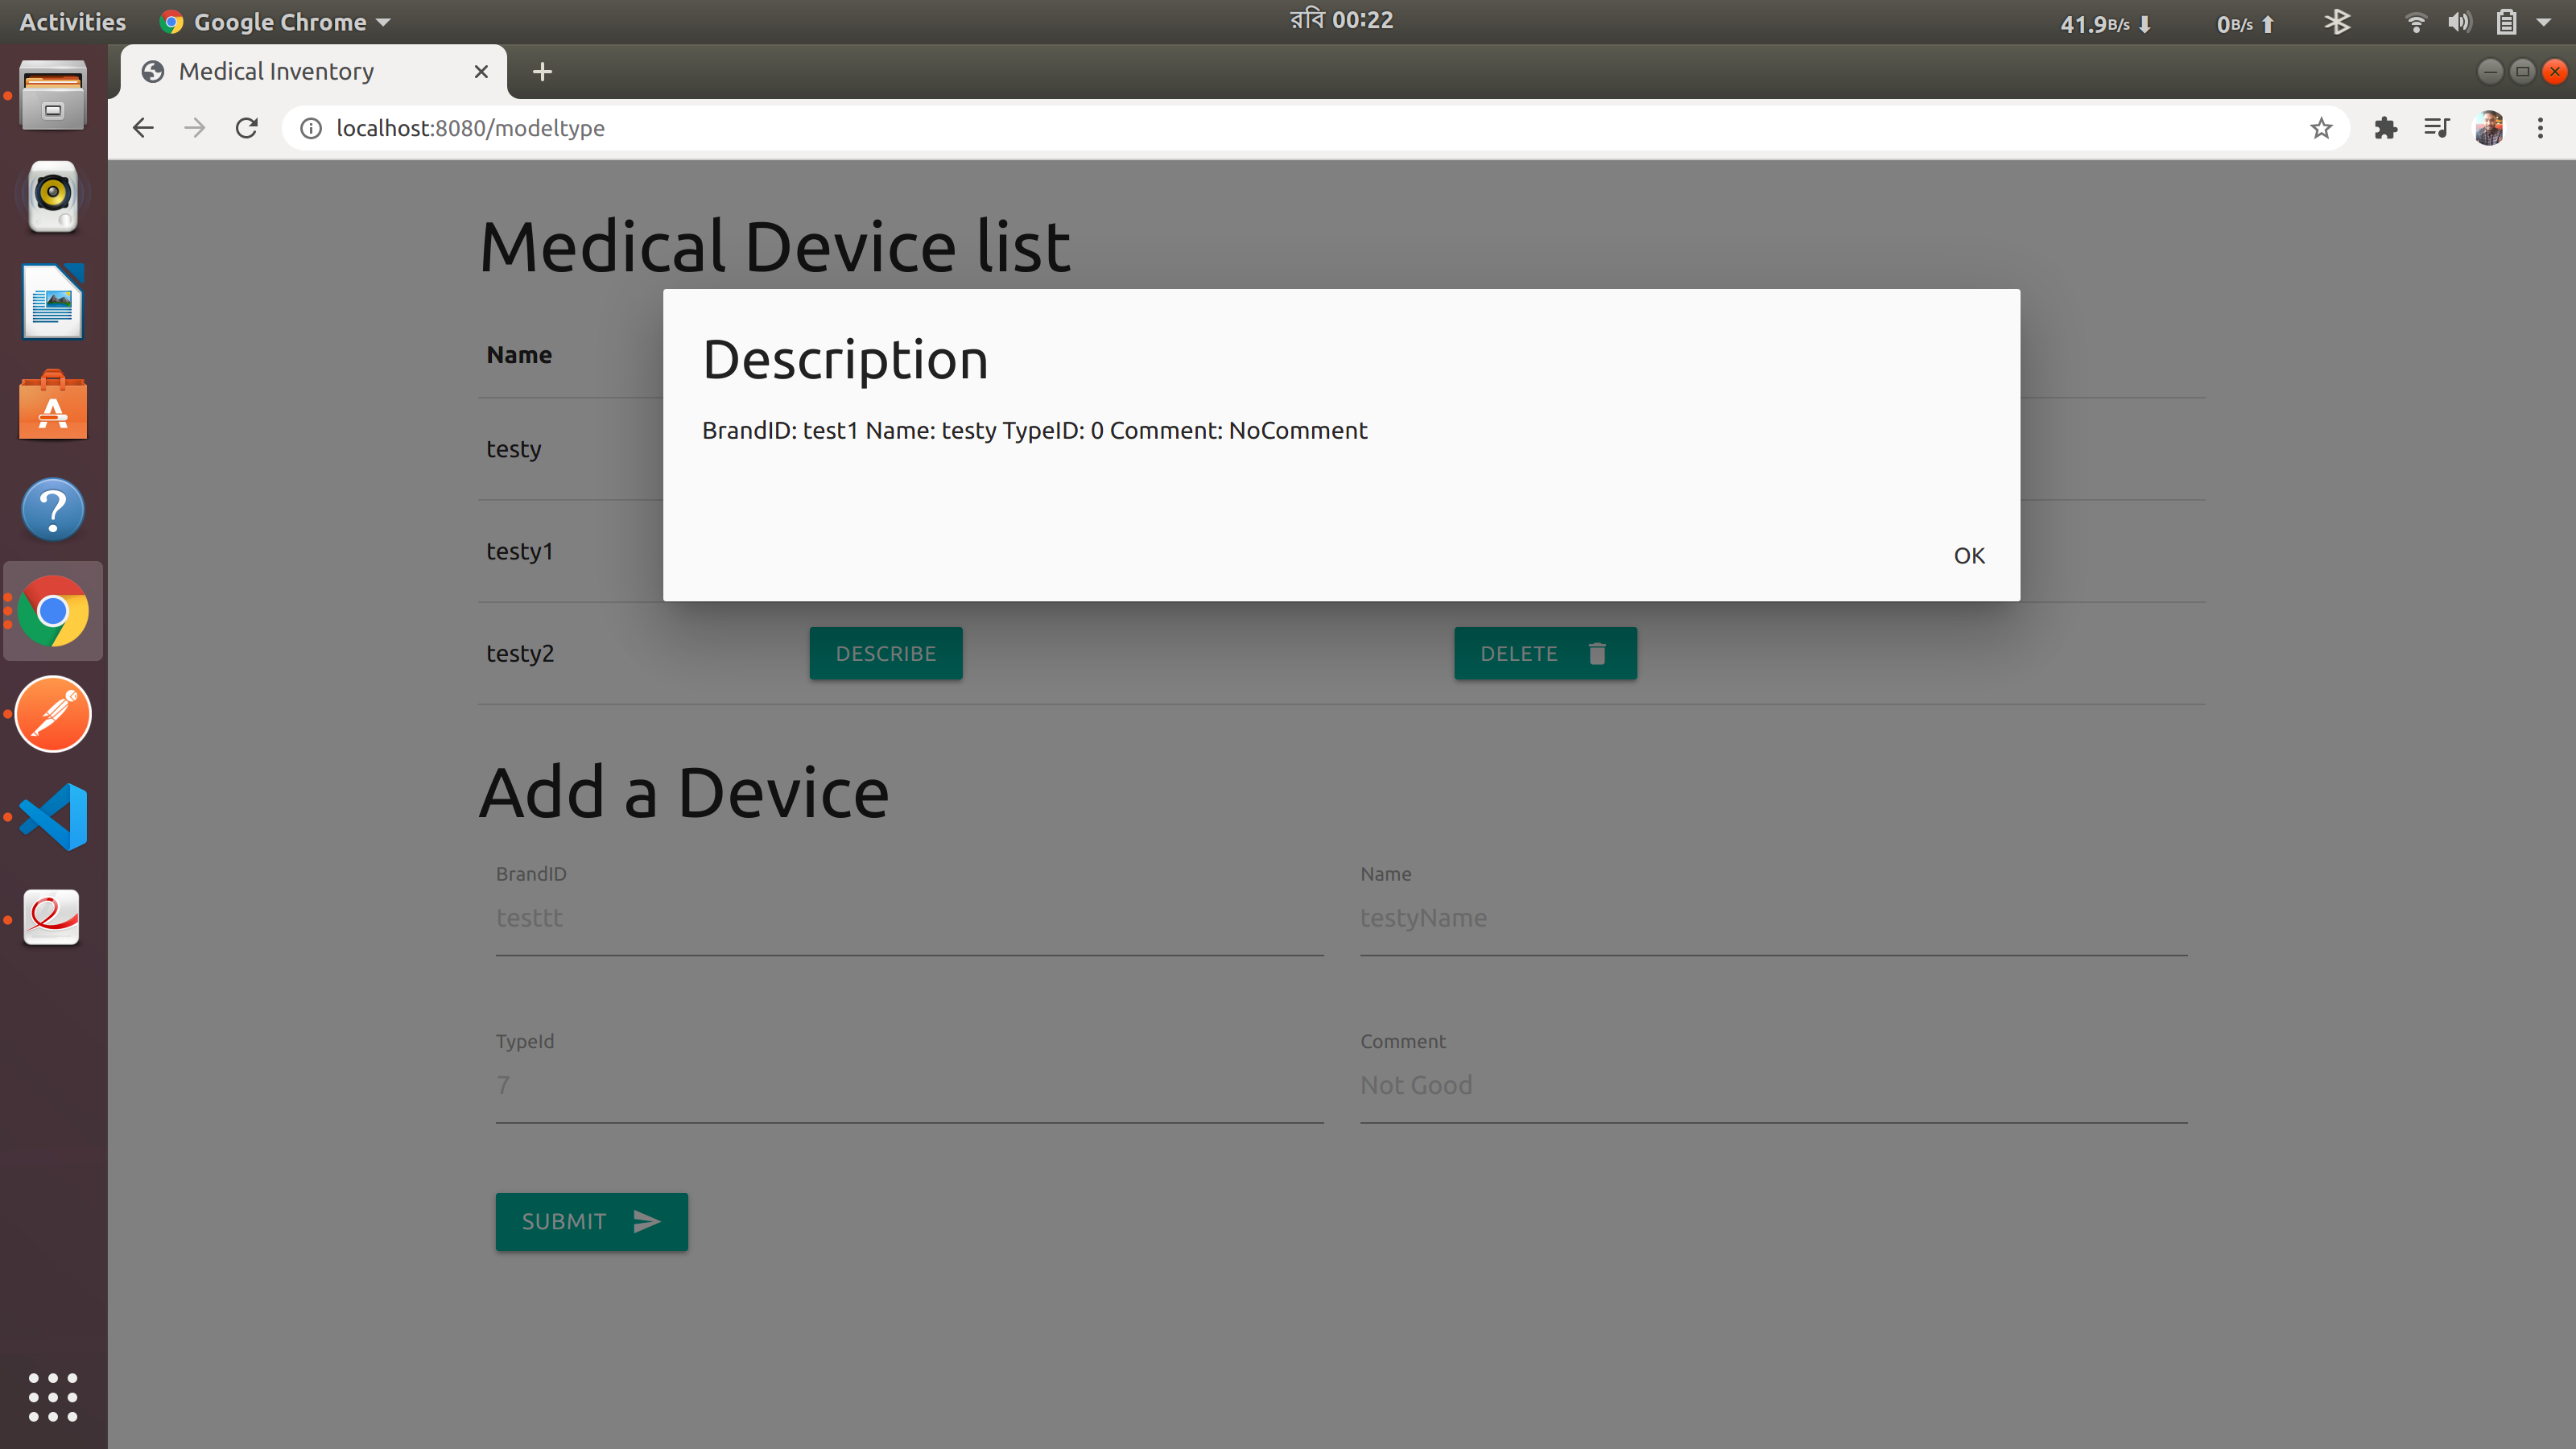 Activities Google Chrome রবি 00:22 41.9B/s ⬇ 0B/s ⬆
Medical Inventory
localhost:8080/modeltype
Medical Device list
Name
Description
BrandID: test1 Name: testy TypeID: 0 Comment: NoComment
OK
testy
testy1
testy2 DESCRIBE DELETE
Add a Device
BrandID Name
testtt testyName
TypeId Comment
7 Not Good
SUBMIT